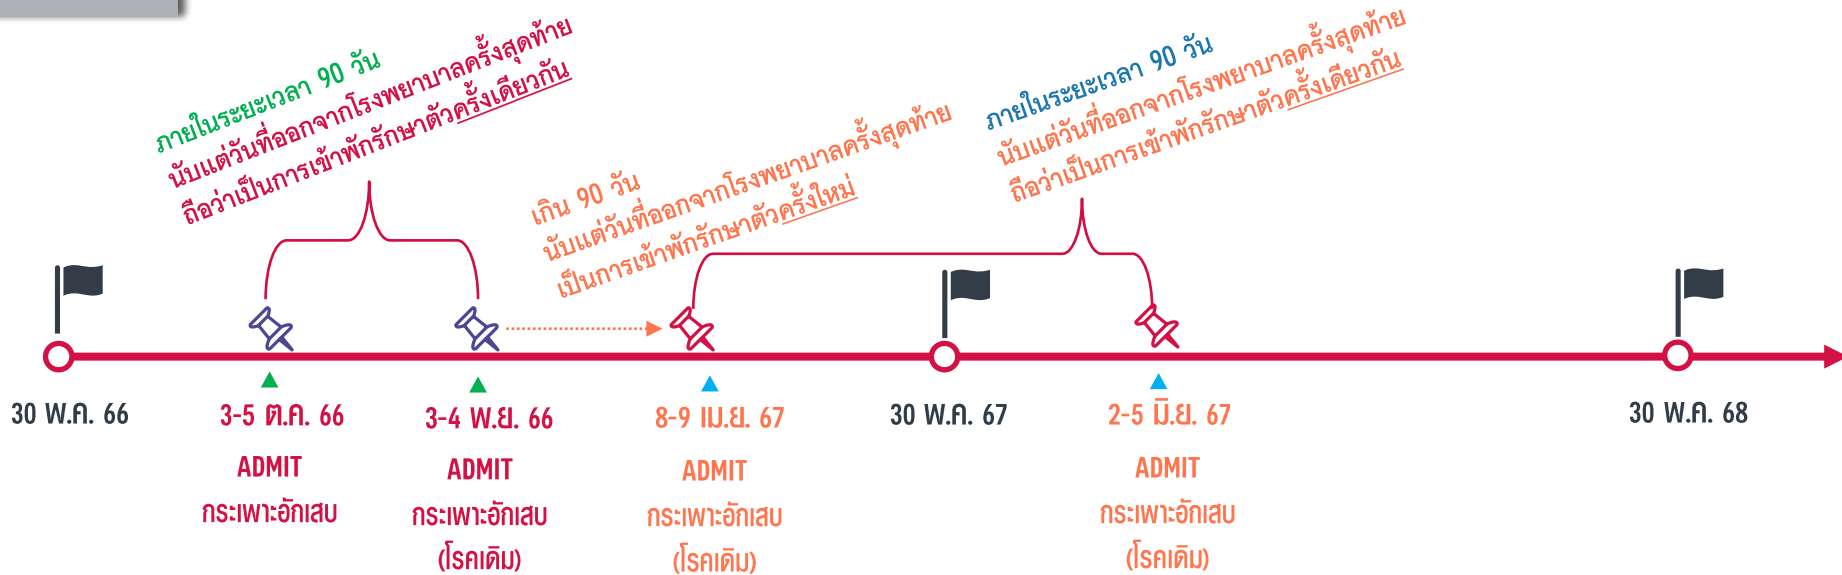 ภายในระยะเวลา 90 วัน
นับแต่วันที่ออกจากโรงพยาบาลครั้งสุดท้าย
ถือว่าเป็นการเข้าพักรักษาตัวครั้งเดียวกัน
เกิน 90 วัน
นับแต่วันที่ออกจากโรงพยาบาลครั้งสุดท้าย
เป็นการเข้าพักรักษาตัวครั้งใหม่
ภายในระยะเวลา 90 วัน
นับแต่วันที่ออกจากโรงพยาบาลครั้งสุดท้าย
ถือว่าเป็นการเข้าพักรักษาตัวครั้งเดียวกัน
30 พ.ค. 66
3-5 ต.ค. 66
ADMIT
กระเพาะอักเสบ
3-4 พ.ย. 66
ADMIT
กระเพาะอักเสบ
(โรคเดิม)
8-9 เม.ย. 67
ADMIT
กระเพาะอักเสบ
(โรคเดิม)
30 พ.ค. 67
2-5 มิ.ย. 67
ADMIT
กระเพาะอักเสบ
(โรคเดิม)
30 พ.ค. 68